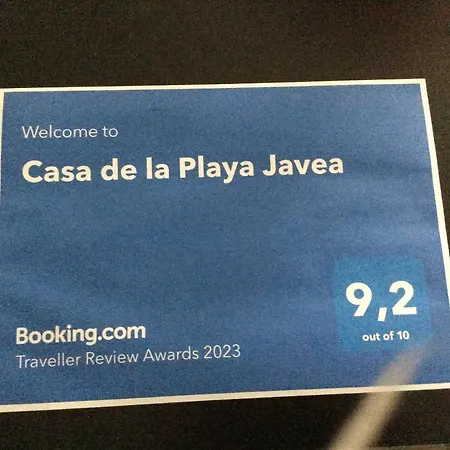 Welcome to
Casa de la Playa Javea
9,2
out of 10
Booking.com
Traveller Review Awards 2023